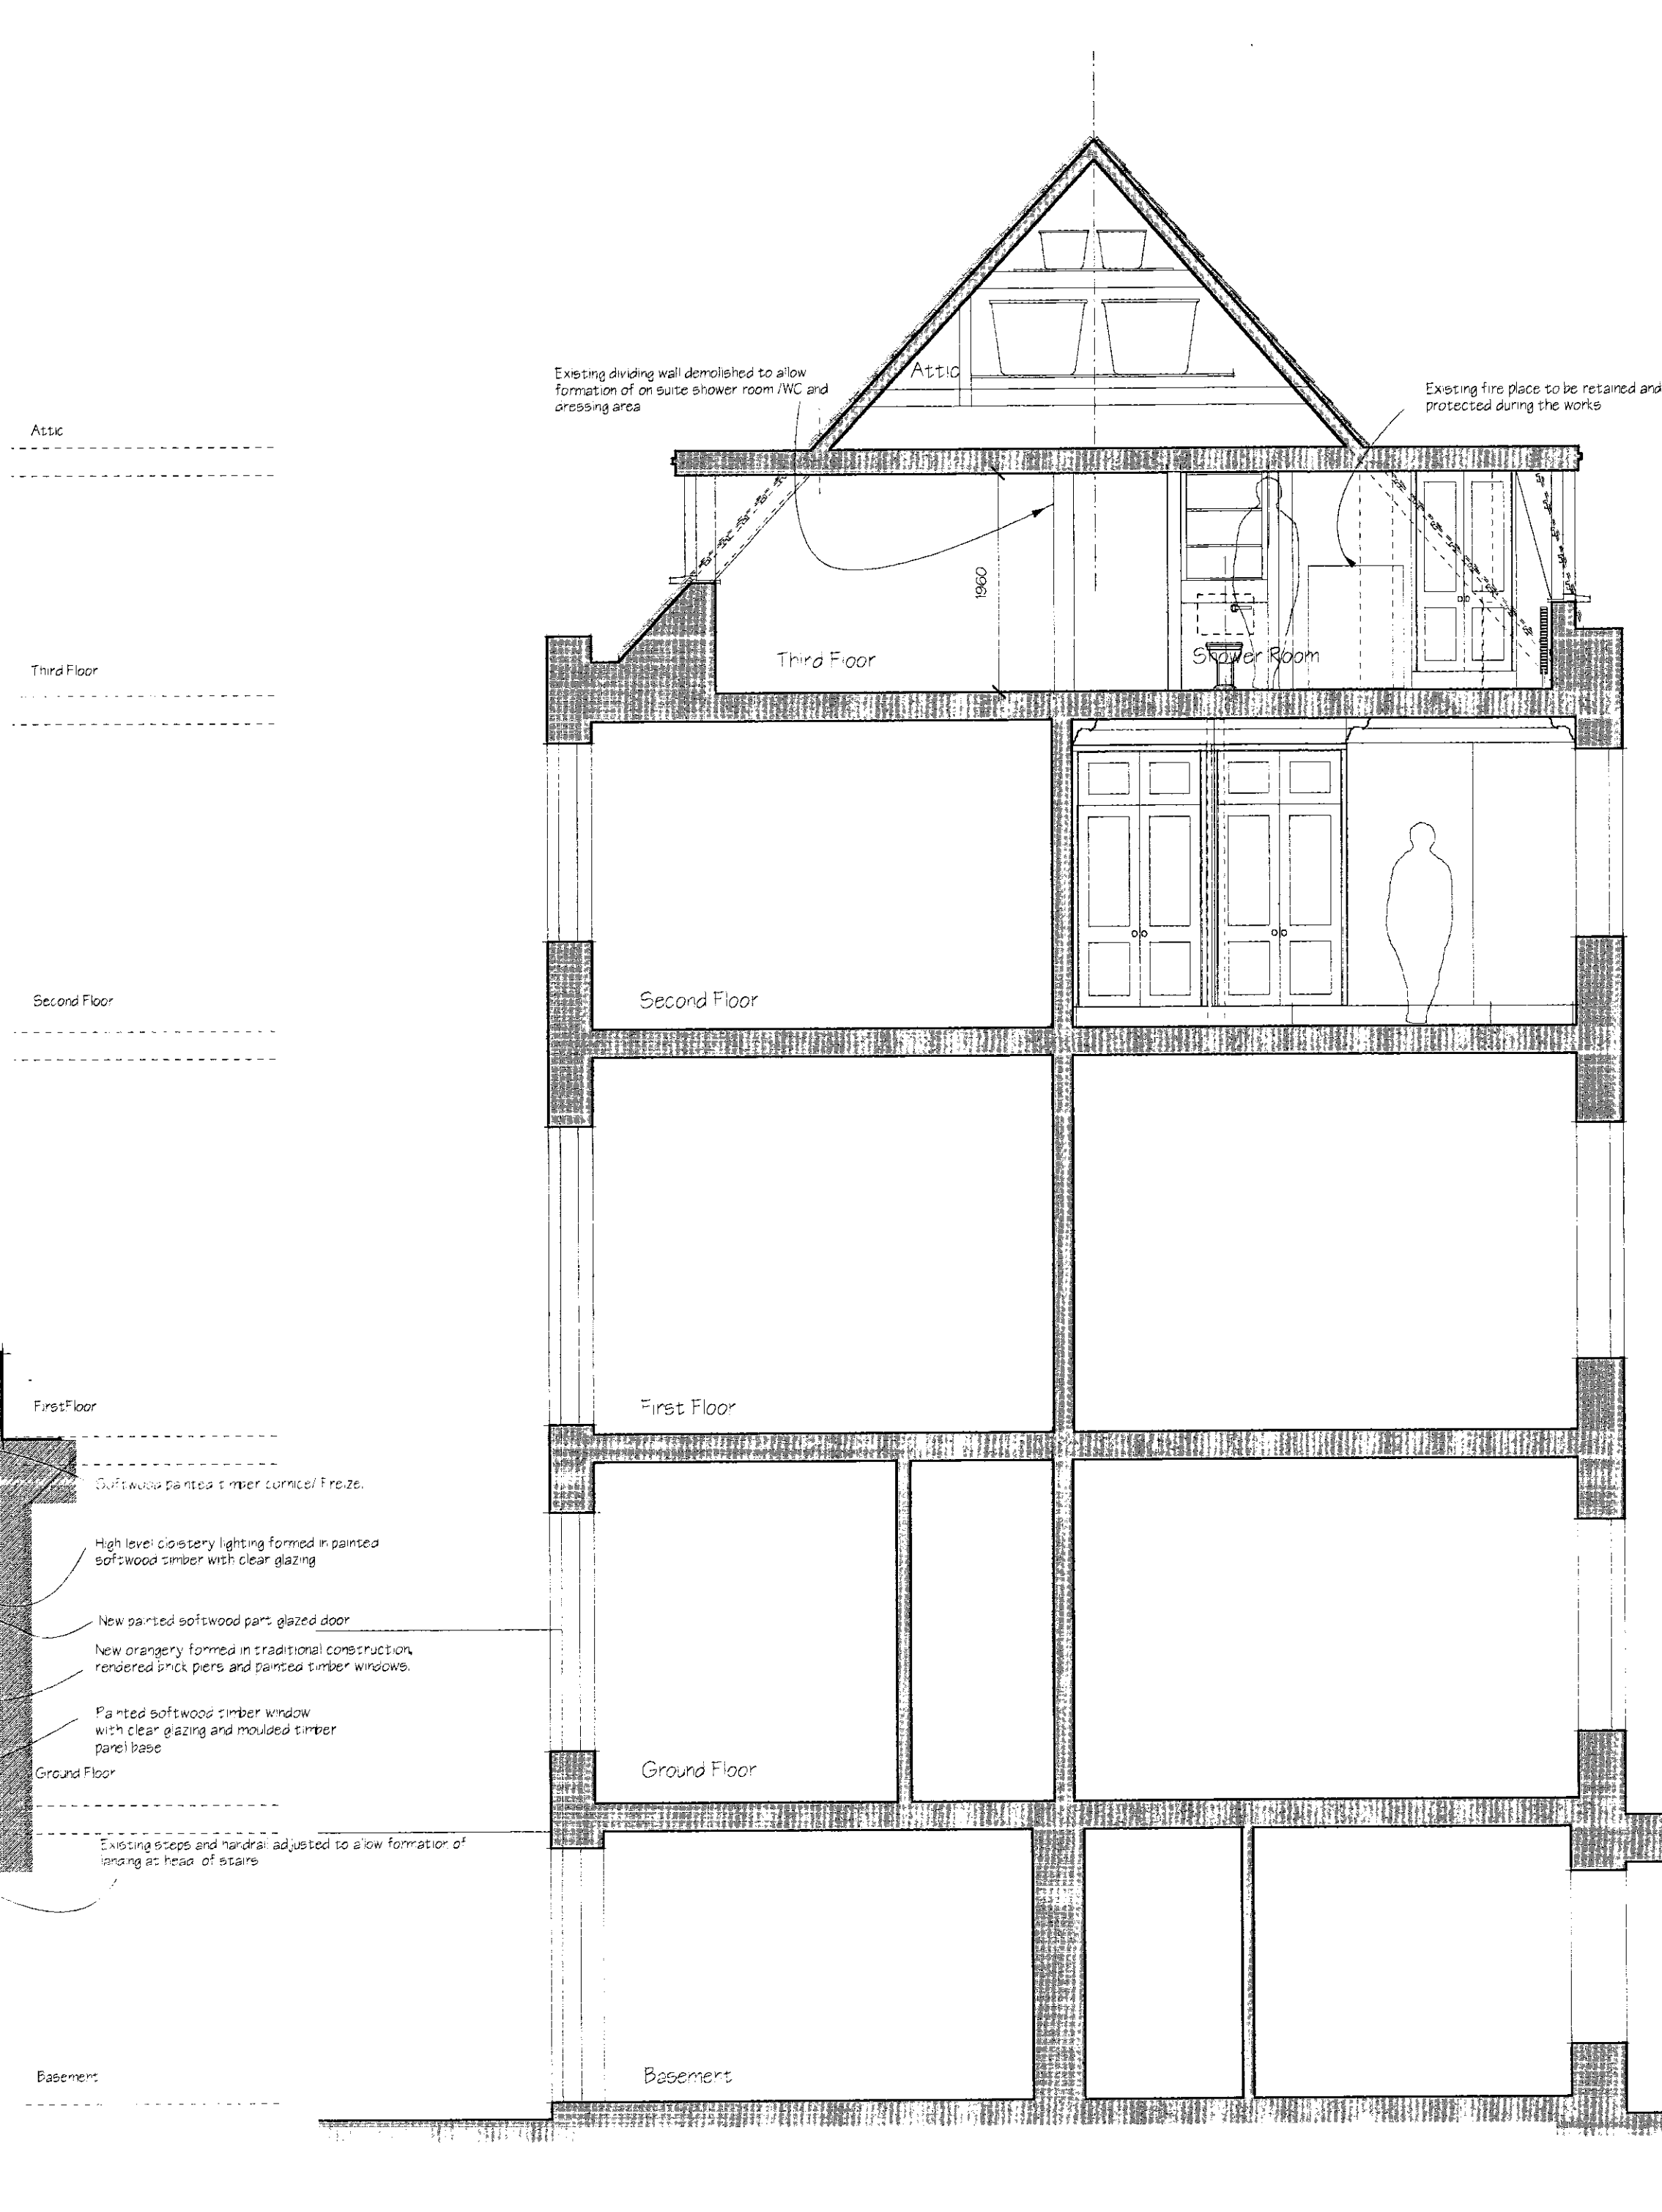 Attic
Existing dividing wall demolished to allow
formation of on suite shower room /WC and
dressing area
Existing fire place to be retained and
protected during the works
Attic
1960
Third Floor
Shower Room
Third Floor
Second Floor
Second Floor
First Floor
FirstFloor
Softwood painted timber cornice/ Freize.
High level cloistery lighting formed in painted
softwood timber with clear glazing
New painted softwood part glazed door
New orangery formed in traditional construction,
rendered brick piers and painted timber windows.
Painted softwood timber window
with clear glazing and moulded timber
panel base
Ground Floor
Ground Floor
Existing steps and handrail adjusted to allow formation of
landing at head of stairs
Basement
Basement